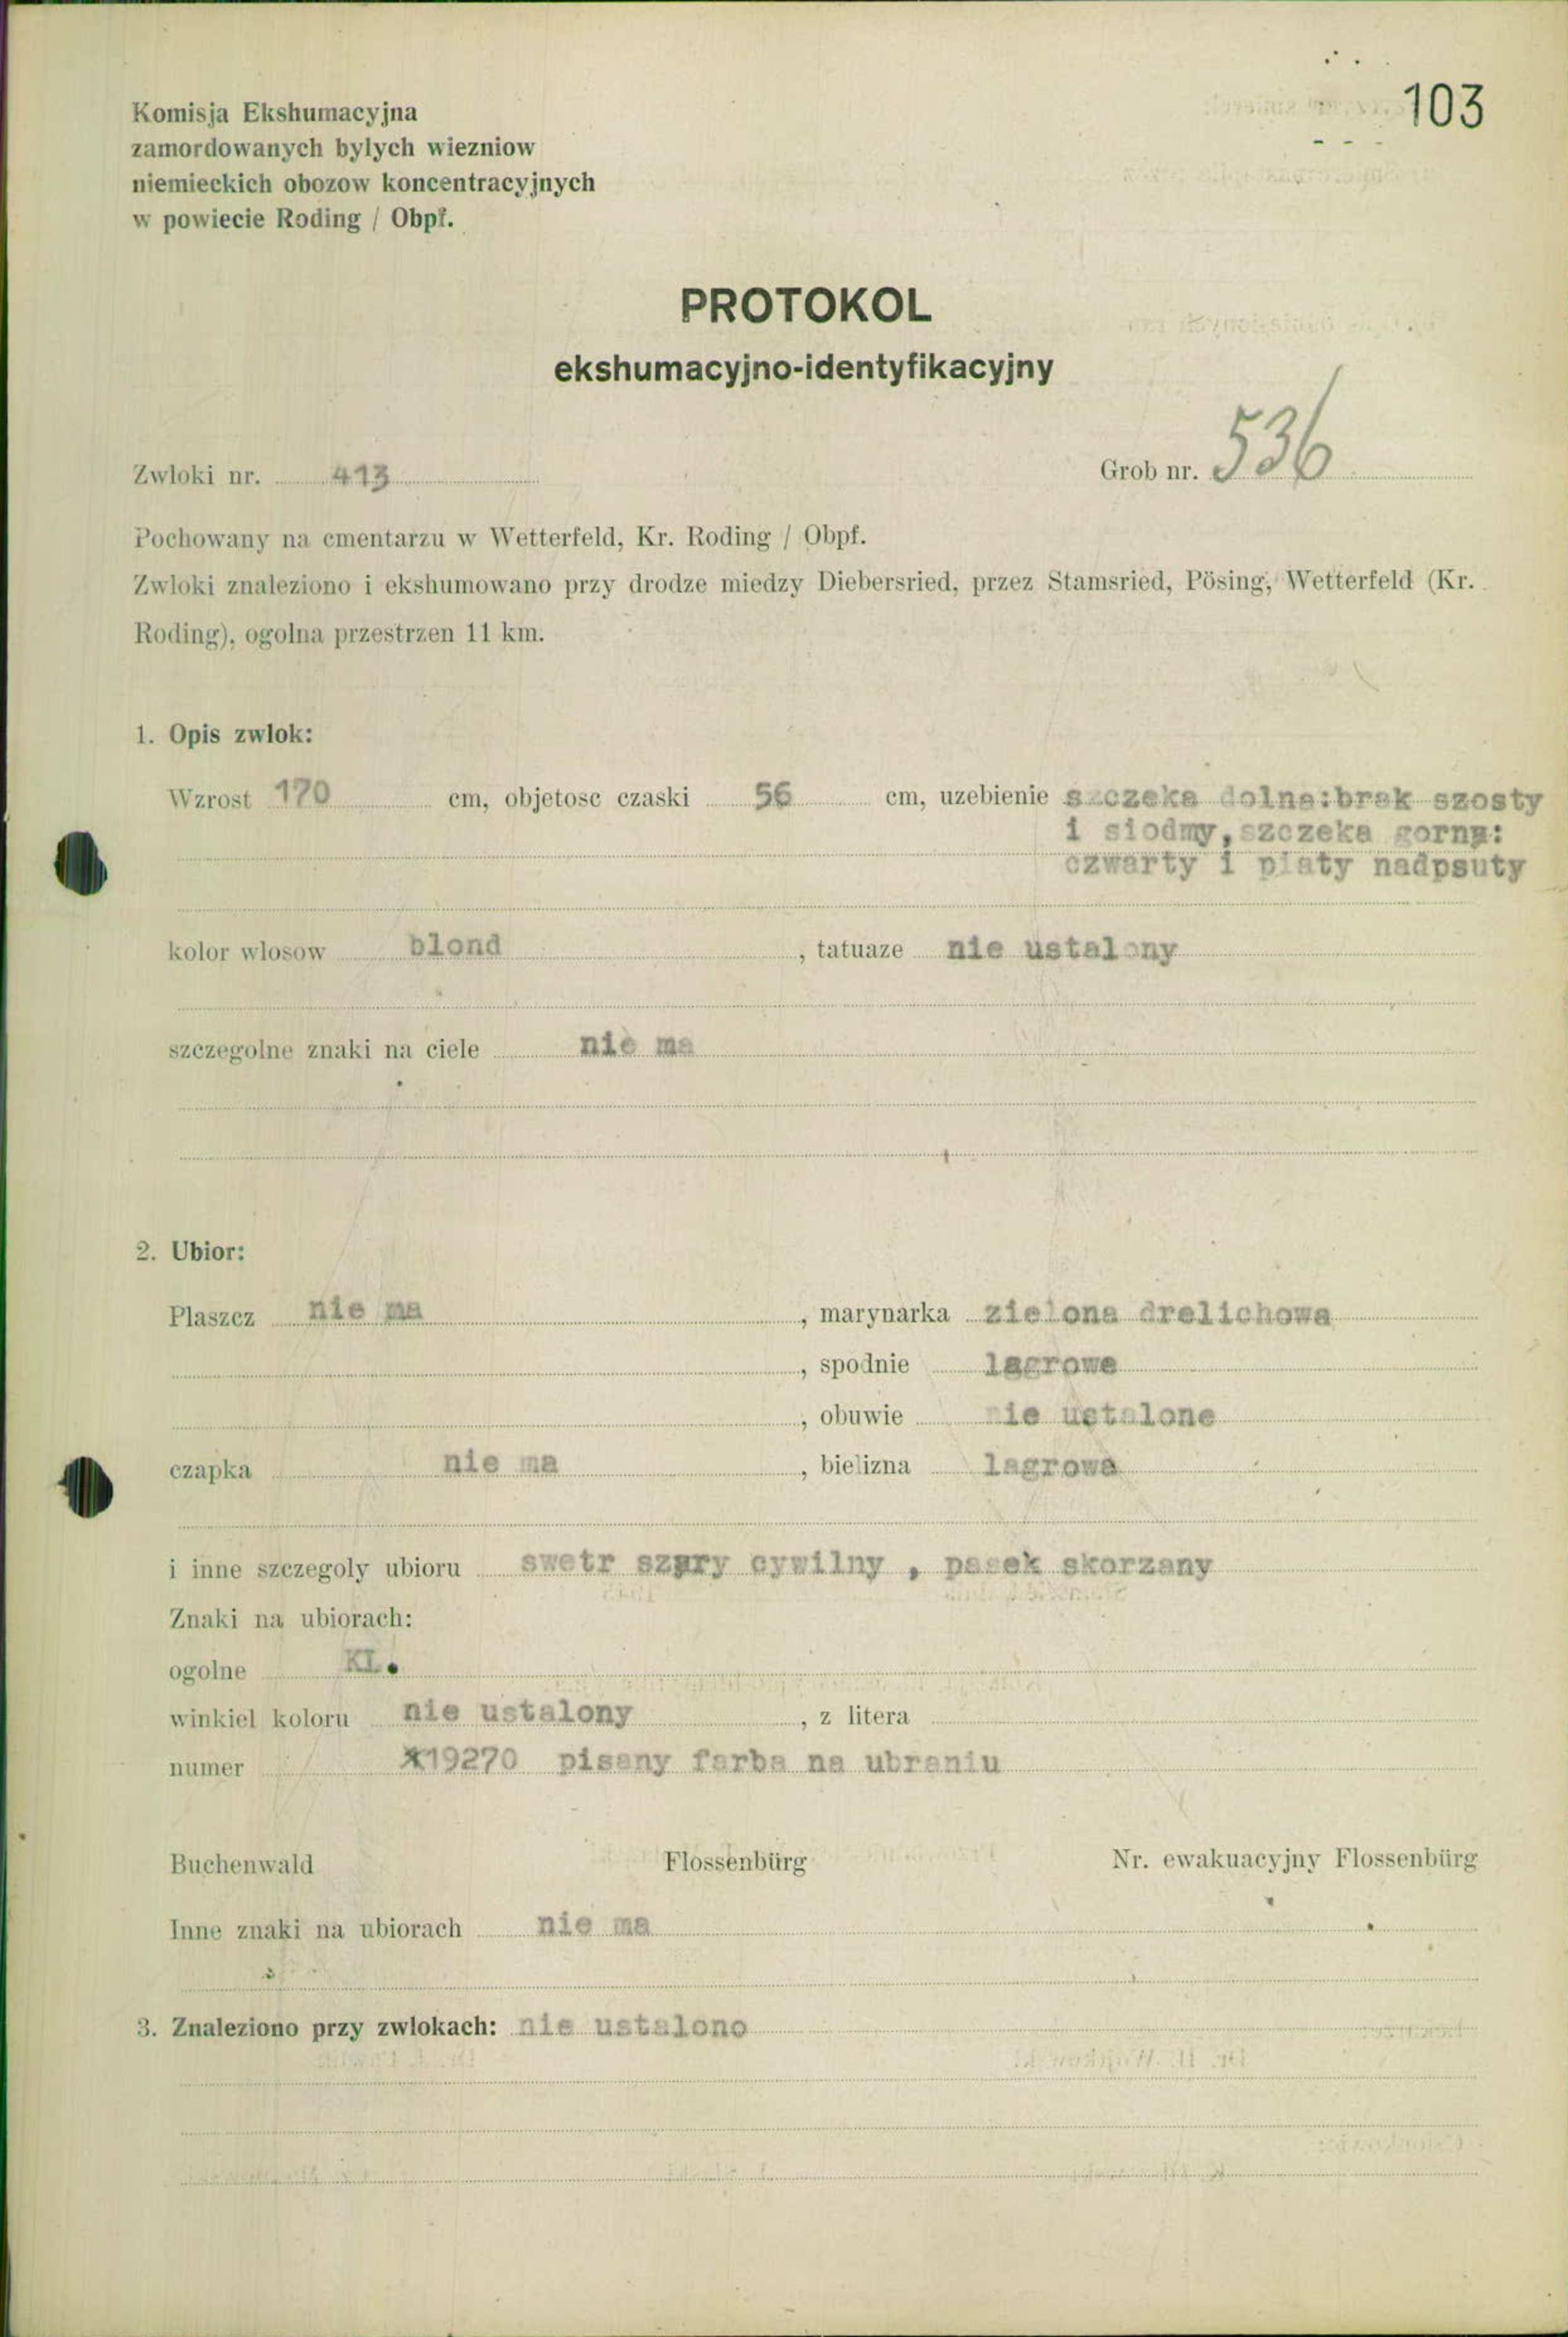 103
Komisja Ekshumacyjna
zamordowanych bylych wiezniow
niemieckich obozow koncentracyjnych
w powiecie Roding / Obpf.
PROTOKOL
ekshumacyjno-identyfikacyjny
Zwloki nr. 413 Grob nr. 536
Pochowany na cmentarzu w Wetterfeld, Kr. Roding / Obpf.
Zwloki znaleziono i ekshumowano przy drodze miedzy Diebersried, przez Stamsried, Pösing, Wetterfeld (Kr.
Roding), ogolna przestrzen 11 km.
1. Opis zwlok:
Wzrost 170 cm, objetosc czaski 56 cm, uzebienie szczeka dolna:brak szosty
i siodmy,szczeka gorna:
czwarty i piaty nadpsuty
kolor wlosow blond , tatuaze nie ustalony
szczegolne znaki na ciele nie ma
2. Ubior:
Plaszcz nie ma , marynarka zielona drelichowa
, spodnie lagrowe
, obuwie nie ustalone
czapka nie ma , bielizna lagrowa
i inne szczegoly ubioru swetr szary cywilny , pasek skorzany
Znaki na ubiorach:
ogolne KL.
winkiel koloru nie ustalony , z litera
numer 19270 pisany farba na ubraniu
Buchenwald Flossenbürg Nr. ewakuacyjny Flossenbürg
Inne znaki na ubiorach nie ma
3. Znaleziono przy zwlokach: nie ustalono